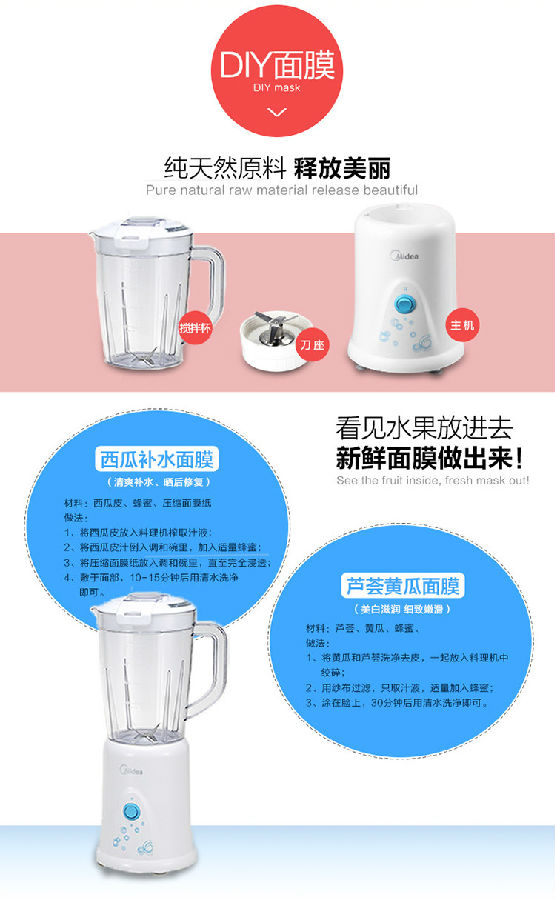 DIY面膜
DIY mask
纯天然原料 释放美丽
Pure natural raw material release beautiful
Midea
搅拌杯
刀座
主机
看见水果放进去
新鲜面膜做出来！
See the fruit inside, fresh mask out!
西瓜补水面膜
（清爽补水、晒后修复）
材料：西瓜皮、蜂蜜、压缩面膜纸
做法：
1、将西瓜皮放入料理机榨取汁液；
2、将西瓜皮汁倒入调和碗里，加入适量蜂蜜；
3、将压缩面膜纸放入调和碗里，直至完全浸透；
4、敷于面部，10-15分钟后用清水洗净
即可。
芦荟黄瓜面膜
（美白滋润 细致嫩滑）
材料：芦荟、黄瓜、蜂蜜、
做法：
1、将黄瓜和芦荟洗净去皮，一起放入料理机中
绞碎；
2、用纱布过滤，只取汁液，适量加入蜂蜜；
3、涂在脸上，30分钟后用清水洗净即可。
Midea